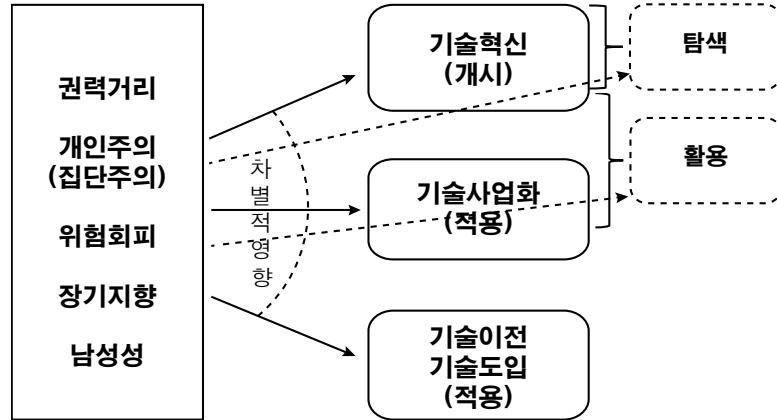 권력거리
개인주의
(집단주의)
위험회피
장기지향
남성성
차별적영향
기술혁신
(개시)
기술사업화
(적용)
기술이전
기술도입
(적용)
탐색
활용